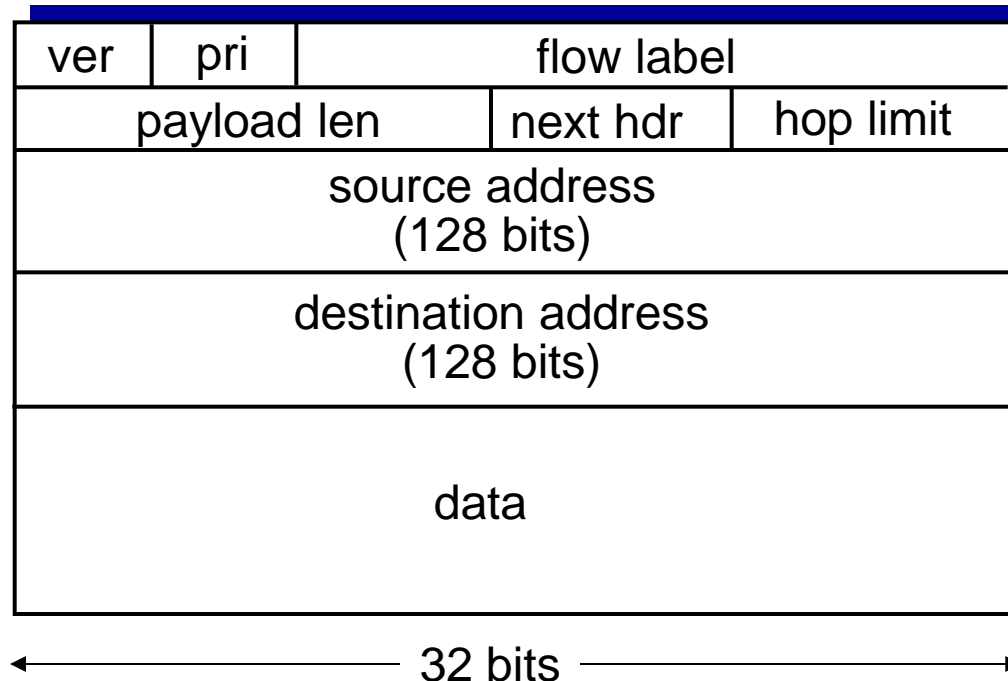 ver pri flow label
payload len next hdr hop limit
source address
(128 bits)
destination address
(128 bits)
data
32 bits